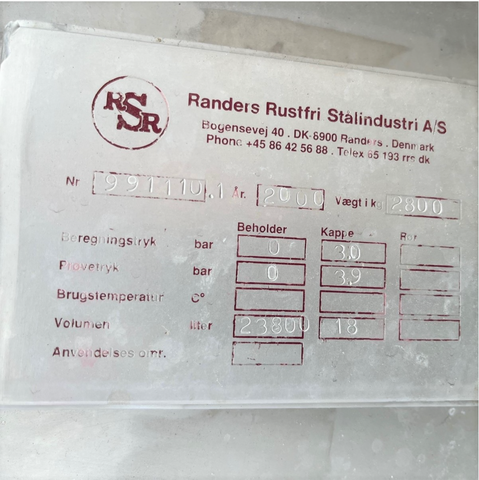 RSR
Randers Rustfri Stålindustri A/S
Bogensevej 40 . DK-8900 Randers . Denmark
Phone +45 86 42 56 88 . Telex 65 193 rrs dk
Nr 991110.1 År. 2000 Vægt i kg 2800
Beholder Kappe Rør
Beregningstryk bar 0 3.0
Prøvetryk bar 0 3.9
Brugstemperatur C°
Volumen liter 23800 18
Anvendelses omr.